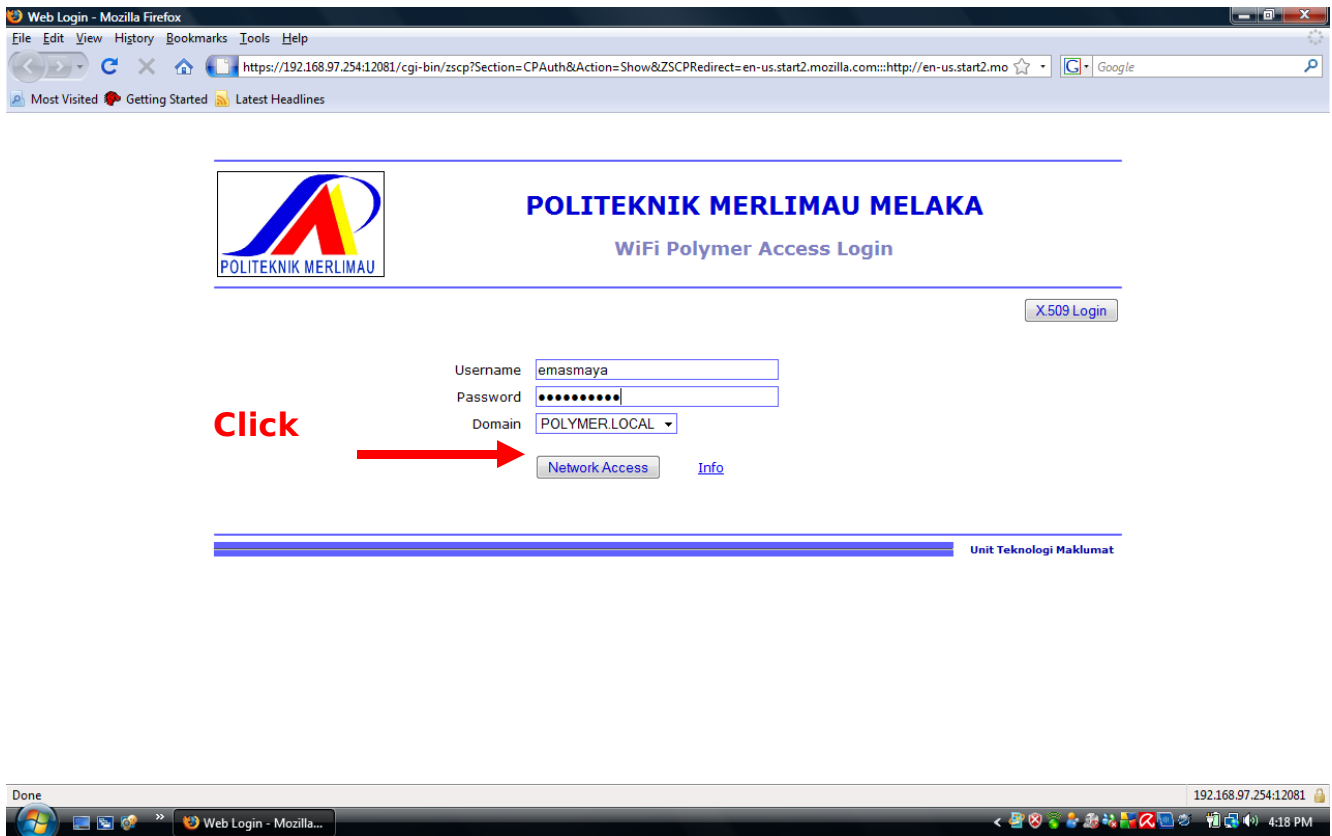 Web Login - Mozilla Firefox
File Edit View History Bookmarks Tools Help
https://192.168.97.254:12081/cgi-bin/zscp?Section=CPAuth&Action=Show&ZSCPRedirect=en-us.start2.mozilla.com:::http://en-us.start2.mo G Google
Most Visited Getting Started Latest Headlines
POLITEKNIK MERLIMAU
POLITEKNIK MERLIMAU MELAKA
WiFi Polymer Access Login
X.509 Login
Username emasmaya
Password ●●●●●●●●●●
Click
Domain POLYMER.LOCAL
Network Access Info
Unit Teknologi Maklumat
Done 192.168.97.254:12081
» Web Login - Mozilla... < 4:18 PM